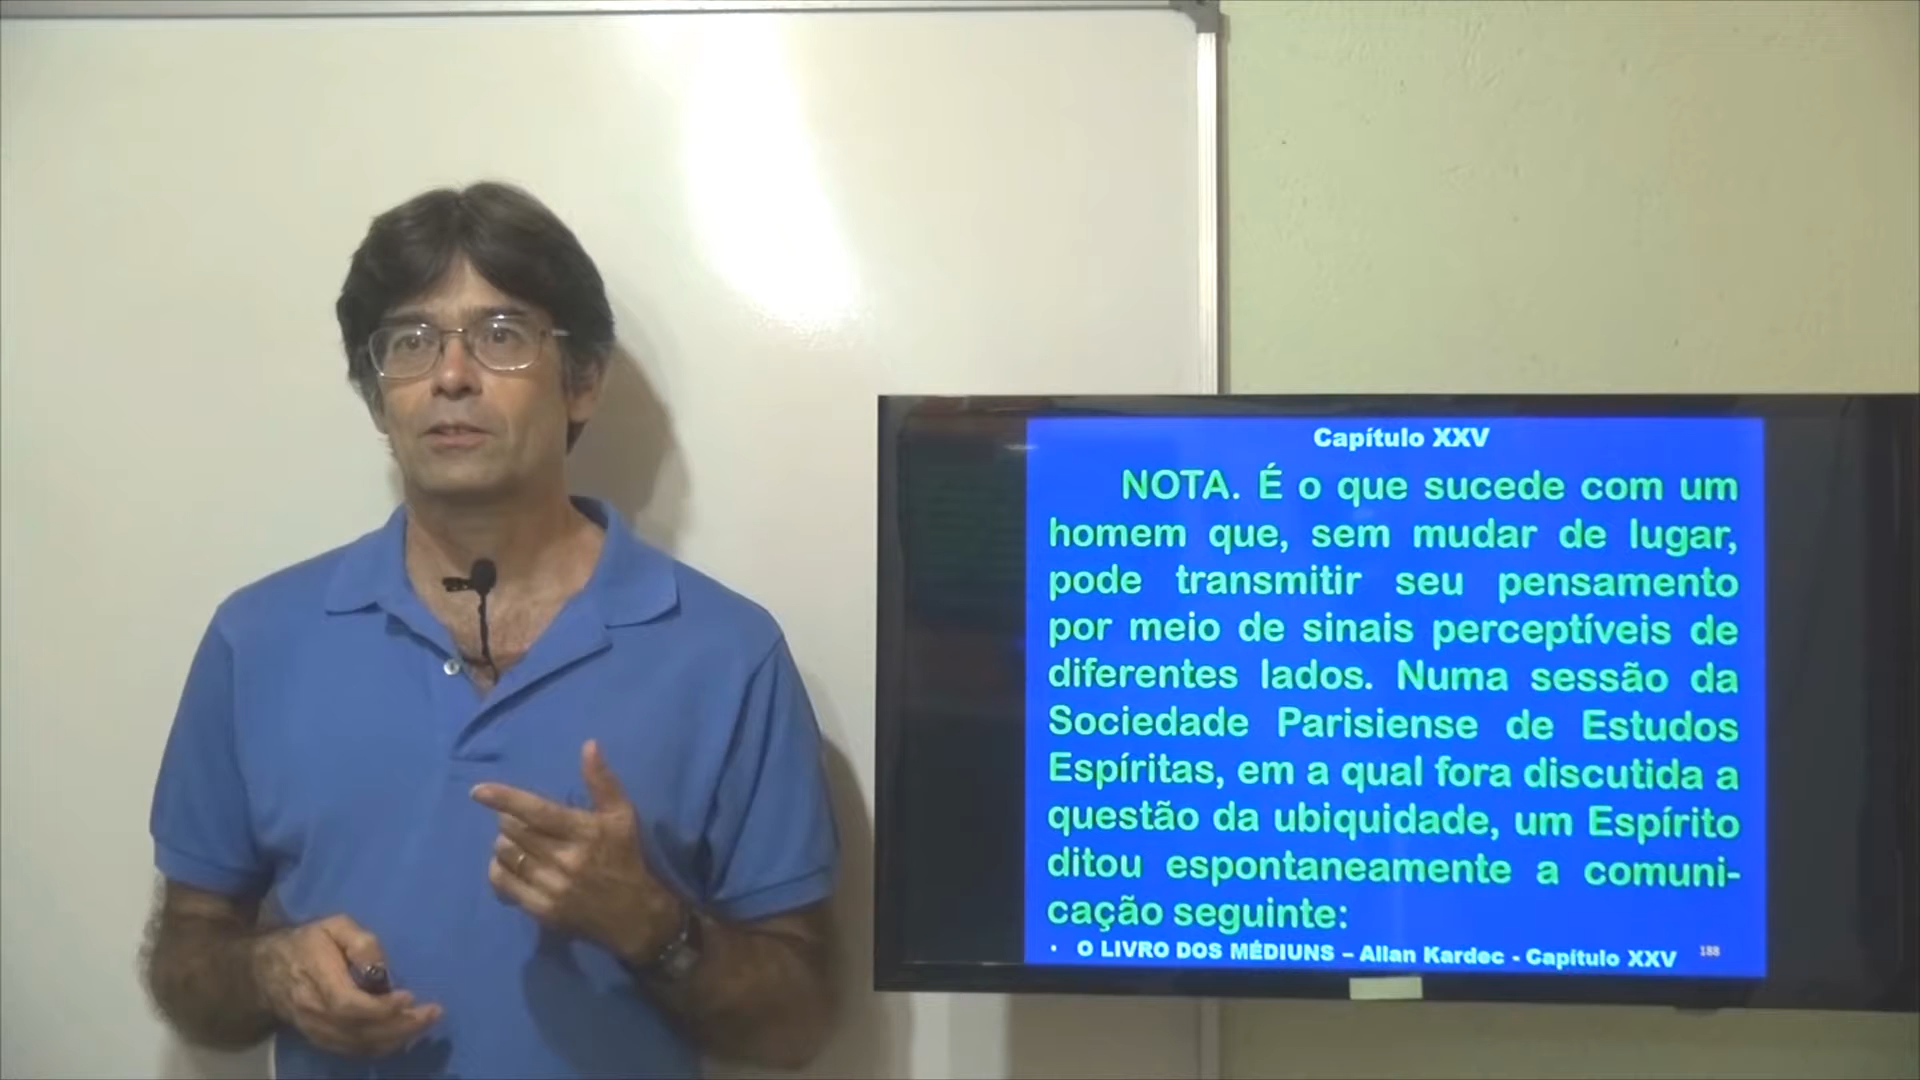 Capítulo XXV
NOTA. É o que sucede com um
homem que, sem mudar de lugar,
pode transmitir seu pensamento
por meio de sinais perceptíveis de
diferentes lados. Numa sessão da
Sociedade Parisiense de Estudos
Espíritas, em a qual fora discutida a
questão da ubiquidade, um Espírito
ditou espontaneamente a comuni-
cação seguinte:
• O LIVRO DOS MÉDIUNS – Allan Kardec - Capítulo XXV 188